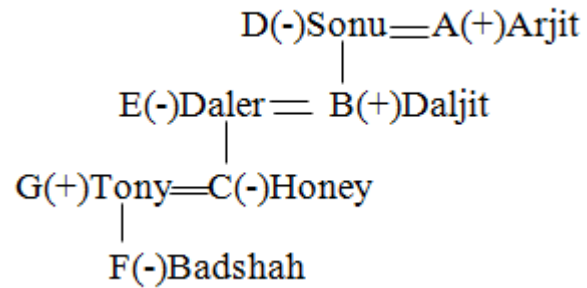 D(-)Sonu=A(+)Arjit
E(-)Daler= B(+)Daljit
G(+)Tony=C(-)Honey
F(-)Badshah